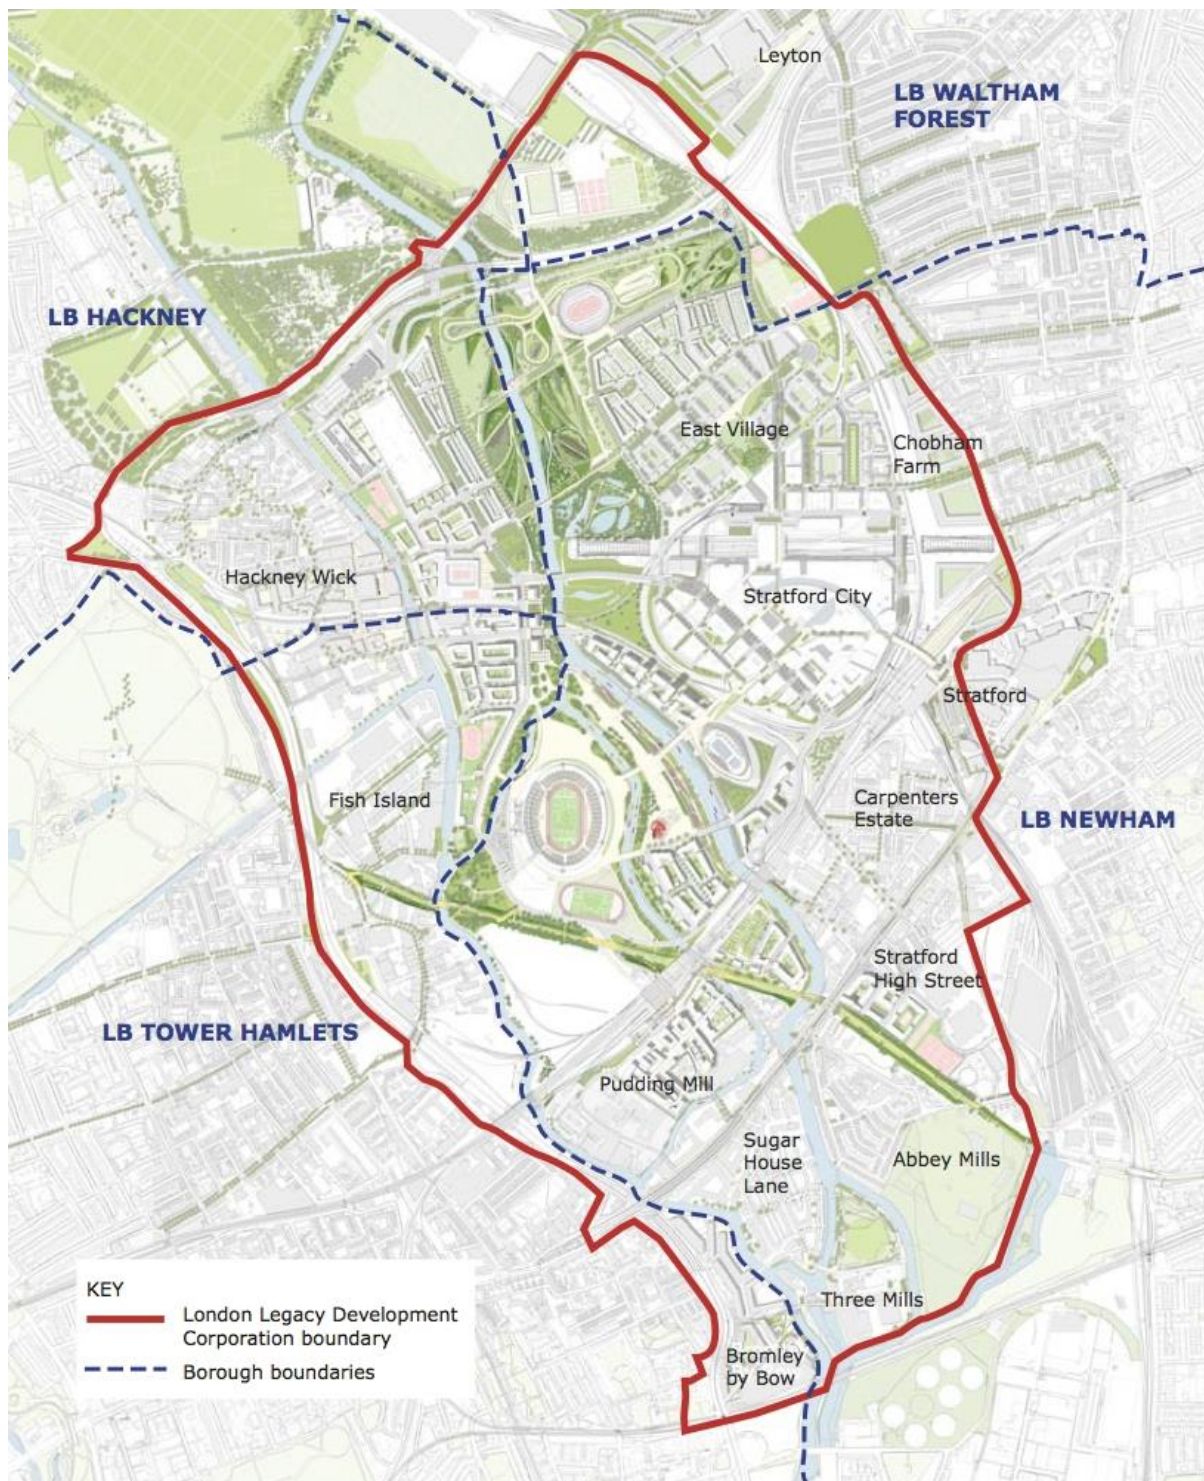 Leyton
LB WALTHAM
FOREST
LB HACKNEY
East Village
Chobham
Farm
Hackney Wick
Stratford City
Stratford
Fish Island
Carpenters
Estate
LB NEWHAM
Stratford
High Street
LB TOWER HAMLETS
Pudding Mill
Sugar
House
Lane
Abbey Mills
Three Mills
Bromley
by Bow
KEY
London Legacy Development
Corporation boundary
Borough boundaries